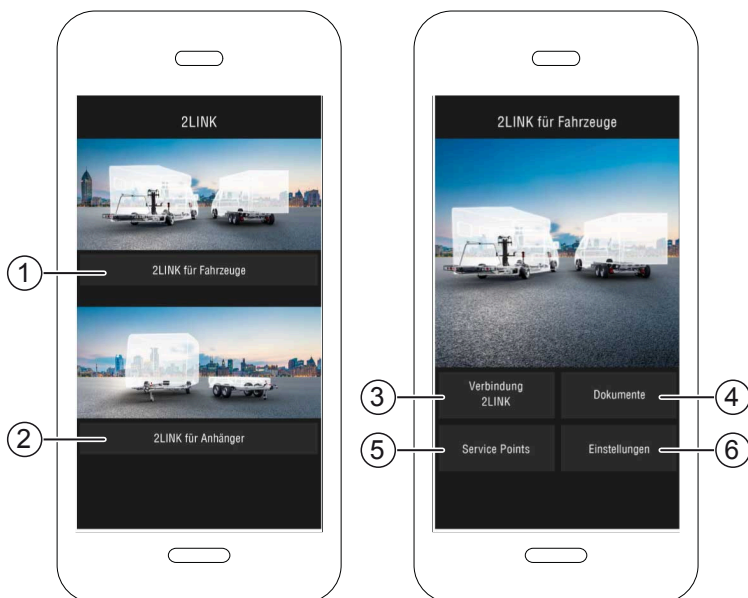 2LINK
1
2LINK für Fahrzeuge
2
2LINK für Anhänger
2LINK für Fahrzeuge
3
Verbindung
2LINK
Dokumente
4
5
Service Points
Einstellungen
6